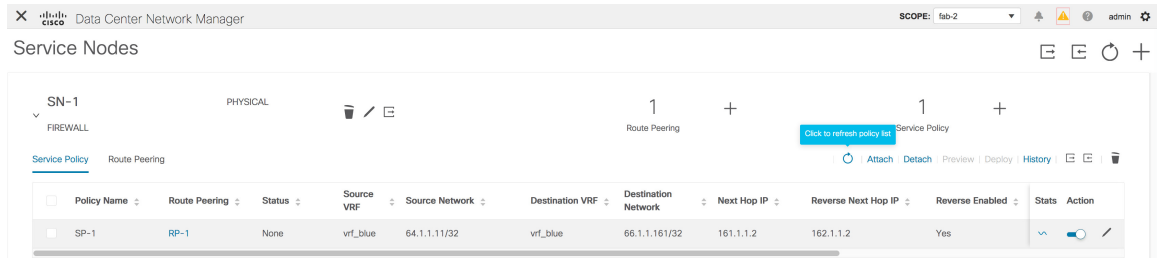 cisco Data Center Network Manager SCOPE: fab-2 admin
Service Nodes
SN-1 PHYSICAL 1 1
FIREWALL Route Peering Service Policy
Click to refresh policy list
Service Policy Route Peering Attach Detach Preview Deploy History
Policy Name Route Peering Status Source VRF Source Network Destination VRF Destination Network Next Hop IP Reverse Next Hop IP Reverse Enabled Stats Action
SP-1 RP-1 None vrf_blue 64.1.1.11/32 vrf_blue 66.1.1.161/32 161.1.1.2 162.1.1.2 Yes